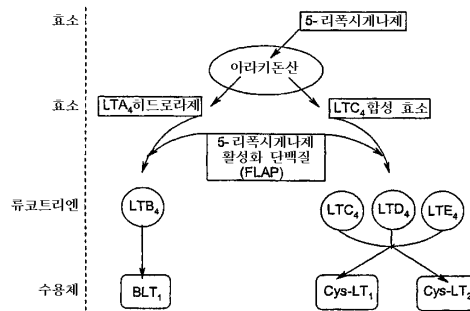 효소
5- 리폭시게나제
아라키돈산
효소
LTA4히드로라제
LTC4합성 효소
5-리폭시게나제
활성화 단백질
(FLAP)
류코트리엔
LTB4
LTC4
LTD4
LTE4
수용체
BLT1
Cys-LT1
Cys-LT2